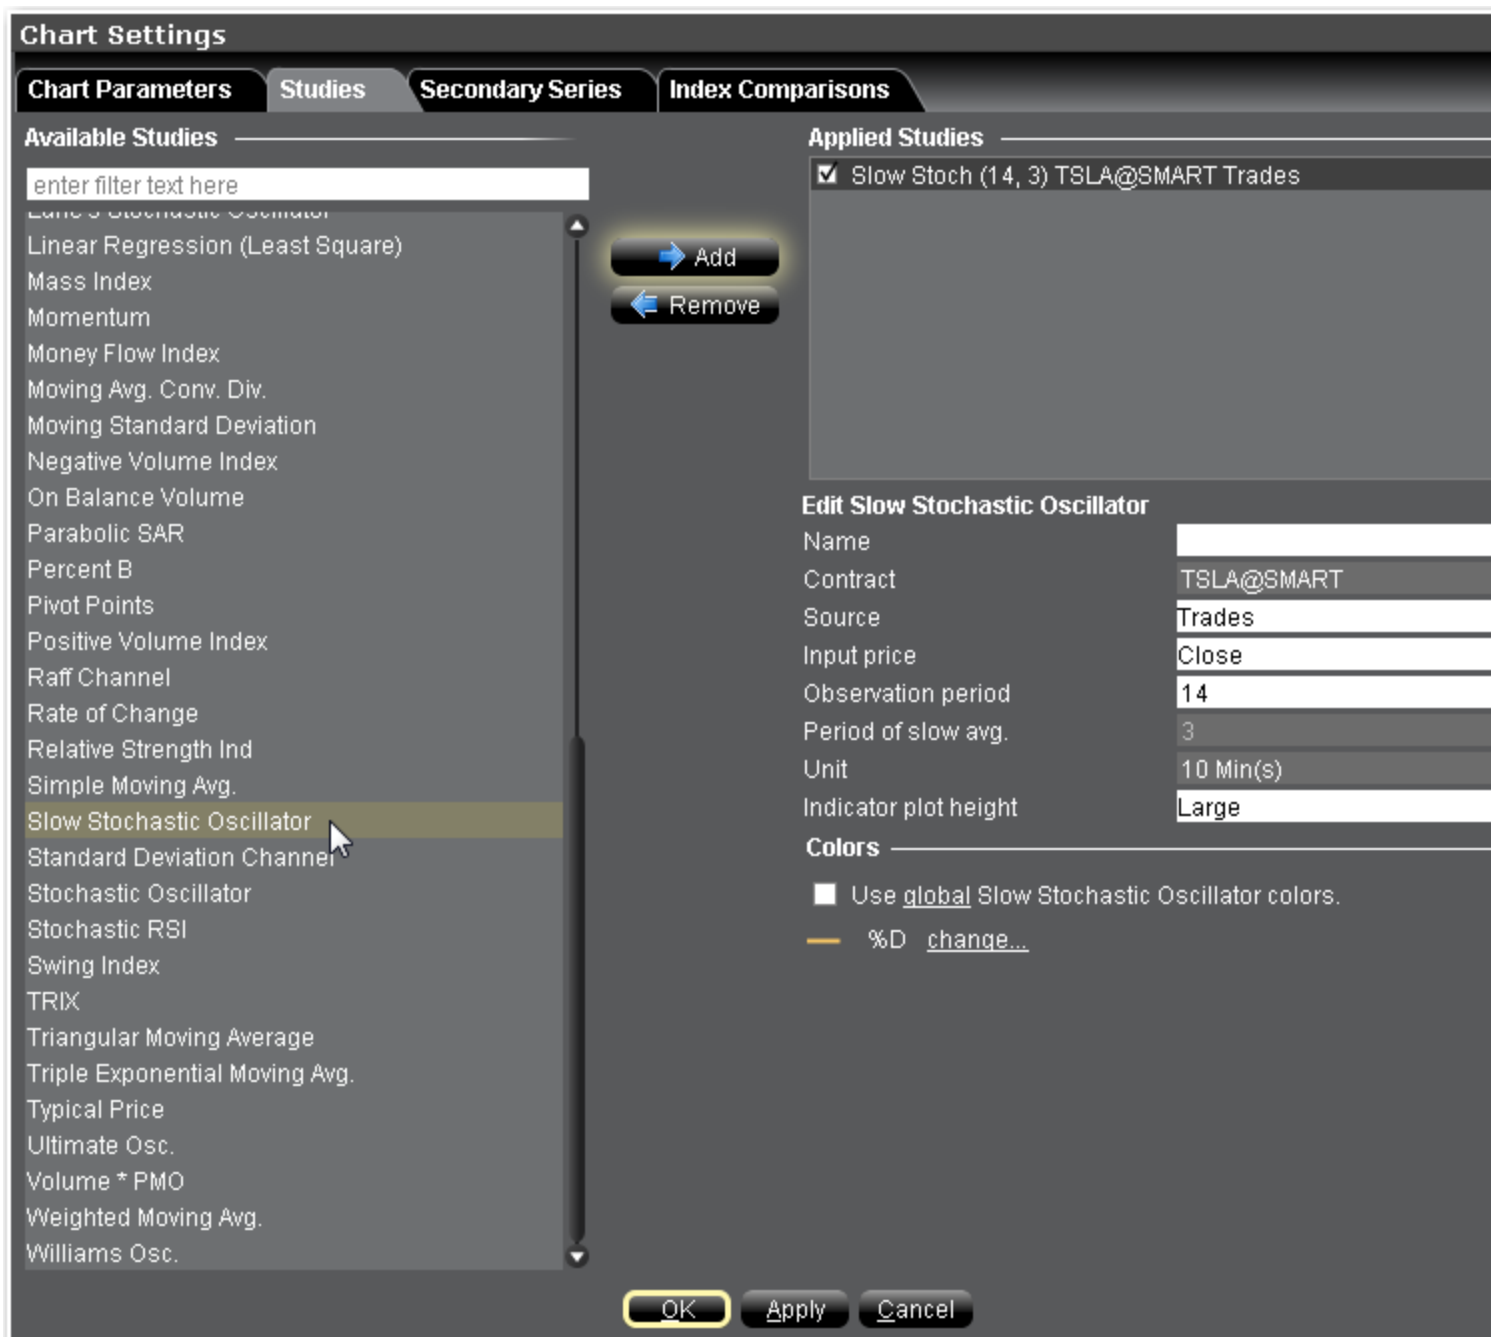 Chart Settings
Chart Parameters
Studies
Secondary Series
Index Comparisons
Available Studies
enter filter text here
Lane's Stochastic Oscillator
Linear Regression (Least Square)
Mass Index
Momentum
Money Flow Index
Moving Avg. Conv. Div.
Moving Standard Deviation
Negative Volume Index
On Balance Volume
Parabolic SAR
Percent B
Pivot Points
Positive Volume Index
Raff Channel
Rate of Change
Relative Strength Ind
Simple Moving Avg.
Slow Stochastic Oscillator
Standard Deviation Channel
Stochastic Oscillator
Stochastic RSI
Swing Index
TRIX
Triangular Moving Average
Triple Exponential Moving Avg.
Typical Price
Ultimate Osc.
Volume * PMO
Weighted Moving Avg.
Williams Osc.
Add
Remove
Applied Studies
Slow Stoch (14, 3) TSLA@SMART Trades
Edit Slow Stochastic Oscillator
Name
Contract TSLA@SMART
Source Trades
Input price Close
Observation period 14
Period of slow avg. 3
Unit 10 Min(s)
Indicator plot height Large
Colors
Use global Slow Stochastic Oscillator colors.
%D change...
OK Apply Cancel